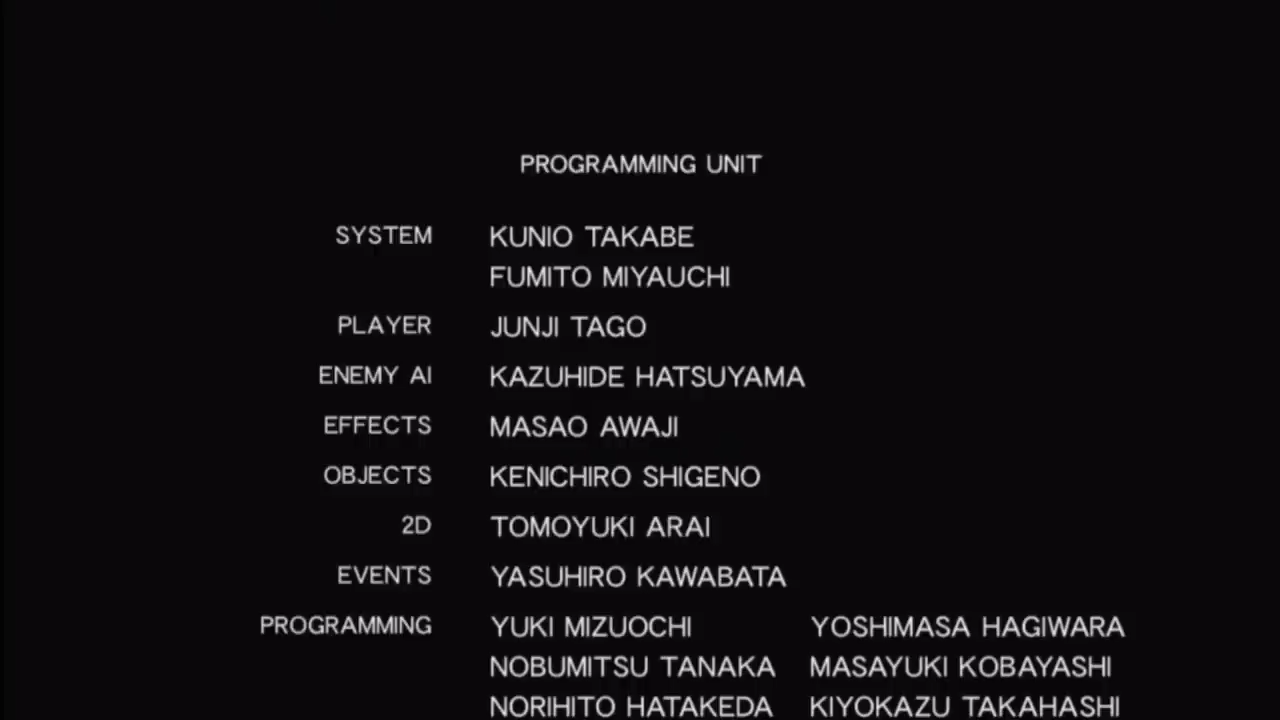 PROGRAMMING UNIT
SYSTEM KUNIO TAKABE
FUMITO MIYAUCHI
PLAYER JUNJI TAGO
ENEMY AI KAZUHIDE HATSUYAMA
EFFECTS MASAO AWAJI
OBJECTS KENICHIRO SHIGENO
2D TOMOYUKI ARAI
EVENTS YASUHIRO KAWABATA
PROGRAMMING YUKI MIZUOCHI YOSHIMASA HAGIWARA
NOBUMITSU TANAKA MASAYUKI KOBAYASHI
NORIHITO HATAKEDA KIYOKAZU TAKAHASHI